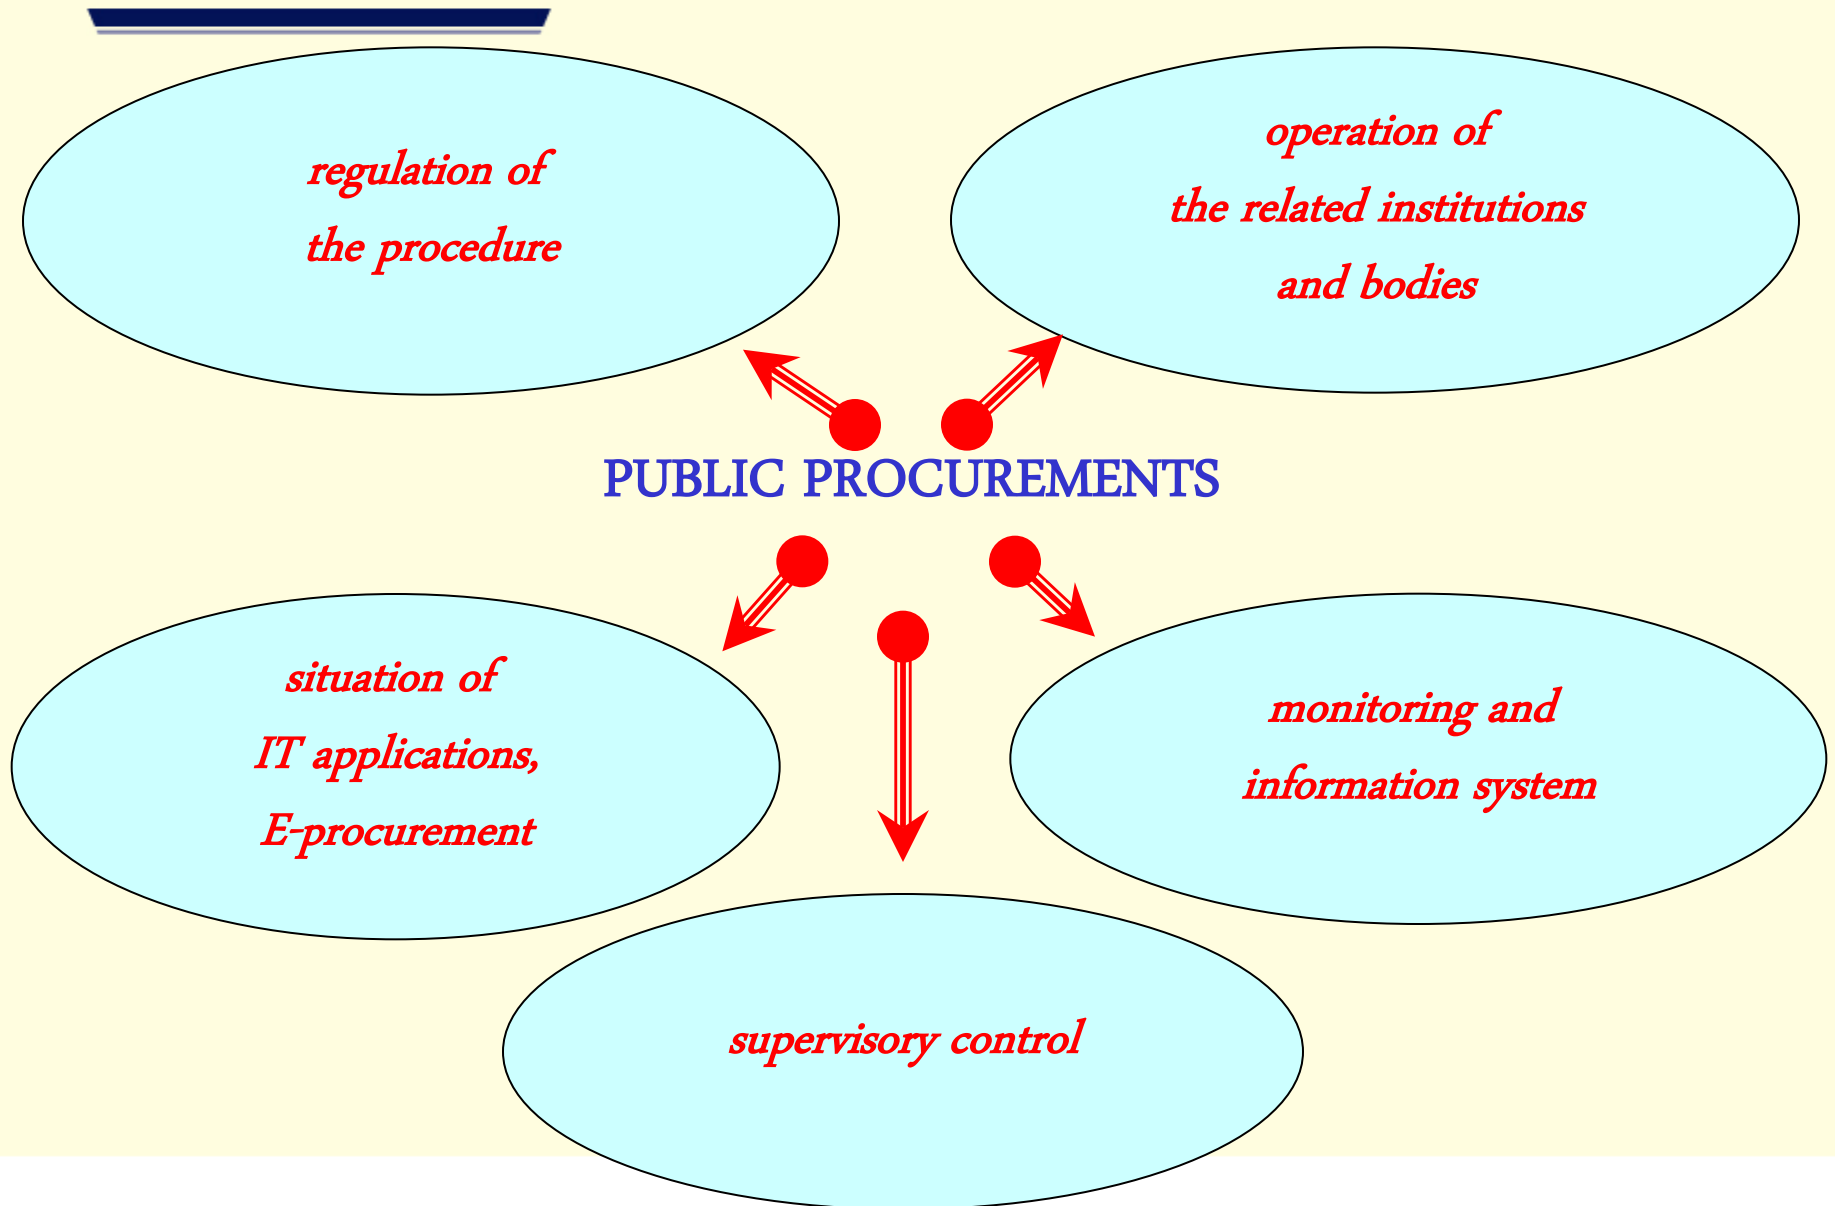 regulation of
the procedure
operation of
the related institutions
and bodies
PUBLIC PROCUREMENTS
situation of
IT applications,
E-procurement
monitoring and
information system
supervisory control